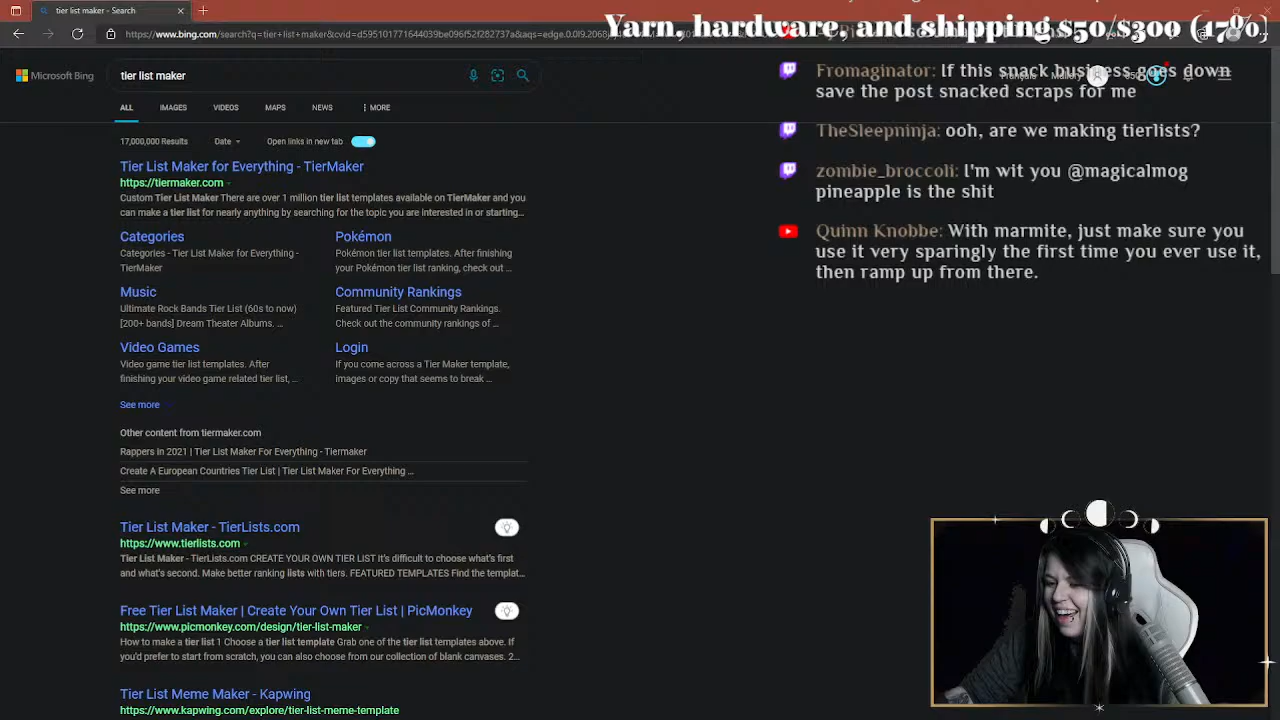 tier list maker - Search
Yarn, hardware, and shipping $50/$300 (17%)
https://www.bing.com/search?q=tier+list+maker&cvid=d5951017716440
Microsoft Bing
tier list maker
ALL
IMAGES
VIDEOS
MAPS
NEWS
MORE
17,000,000 Results
Date
Open links in new tab
Tier List Maker for Everything - TierMaker
https://tiermaker.com
Custom Tier List Maker There are over 1 million tier list templates available on TierMaker and you
can make a tier list for nearly anything by searching for the topic you are interested in or starting...
Categories
Categories - Tier List Maker for Everything -
TierMaker
Pokémon
Pokémon tier list templates. After finishing
your Pokémon tier list ranking, check out ...
Music
Ultimate Rock Bands Tier List (60s to now)
[200+ bands] Dream Theater Albums. ...
Community Rankings
Featured Tier List Community Rankings.
Check out the community rankings of ...
Video Games
Video game tier list templates. After
finishing your video game related tier list, ...
Login
If you come across a Tier Maker template,
images or copy that seems to break ...
See more
Other content from tiermaker.com
Rappers in 2021 | Tier List Maker For Everything - Tiermaker
Create A European Countries Tier List | Tier List Maker For Everything ...
See more
Tier List Maker - TierLists.com
https://www.tierlists.com
Tier List Maker - TierLists.com CREATE YOUR OWN TIER LIST It's difficult to choose what's first
and what's second. Make better ranking lists with tiers. FEATURED TEMPLATES Find the templat...
Free Tier List Maker | Create Your Own Tier List | PicMonkey
https://www.picmonkey.com/design/tier-list-maker
How to make a tier list 1 Choose a tier list template Grab one of the tier list templates above. If
you'd prefer to start from scratch, you can also choose from our collection of blank canvases. 2...
Tier List Meme Maker - Kapwing
https://www.kapwing.com/explore/tier-list-meme-template
Fromaginator: If this snack business goes down
save the post snacked scraps for me
TheSleepninja: ooh, are we making tierlists?
zombie_broccoli: I'm wit you @magicalmog
pineapple is the shit
Quinn Knobbe: With marmite, just make sure you
use it very sparingly the first time you ever use it,
then ramp up from there.